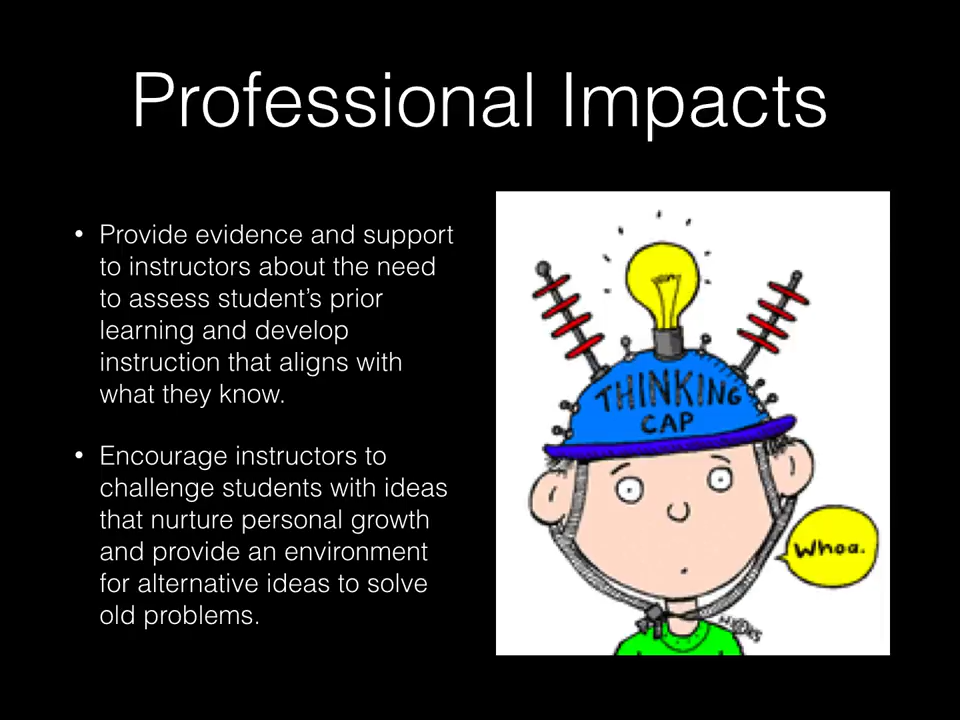 Professional Impacts
• Provide evidence and support
to instructors about the need
to assess student’s prior
learning and develop
instruction that aligns with
what they know.
• Encourage instructors to
challenge students with ideas
that nurture personal growth
and provide an environment
for alternative ideas to solve
old problems.
THINKING
CAP
Whoa.